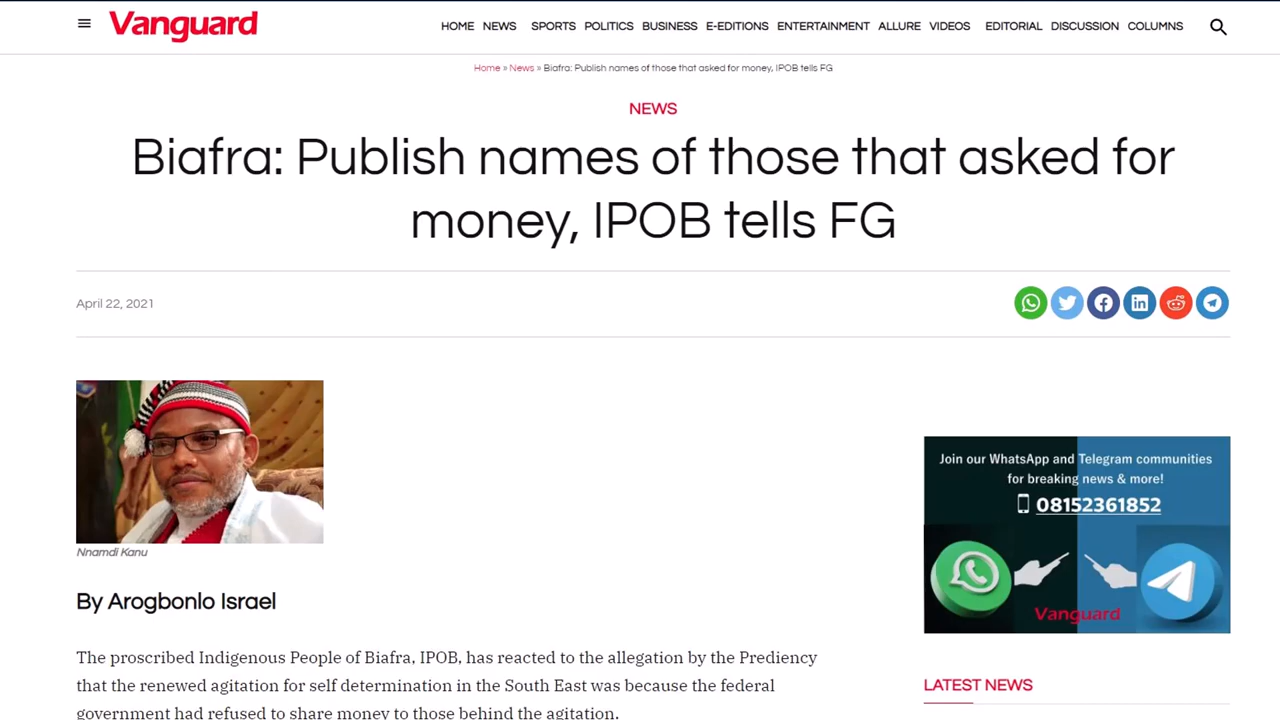 Vanguard
HOME NEWS SPORTS POLITICS BUSINESS E-EDITIONS ENTERTAINMENT ALLURE VIDEOS EDITORIAL DISCUSSION COLUMNS
Home » News » Biafra: Publish names of those that asked for money, IPOB tells FG
NEWS
Biafra: Publish names of those that asked for
money, IPOB tells FG
April 22, 2021
Nnamdi Kanu
By Arogbonlo Israel
The proscribed Indigenous People of Biafra, IPOB, has reacted to the allegation by the Prediency
that the renewed agitation for self determination in the South East was because the federal
government had refused to share money to those behind the agitation.
Join our WhatsApp and Telegram communities
for breaking news & more!
08152361852
Vanguard
LATEST NEWS